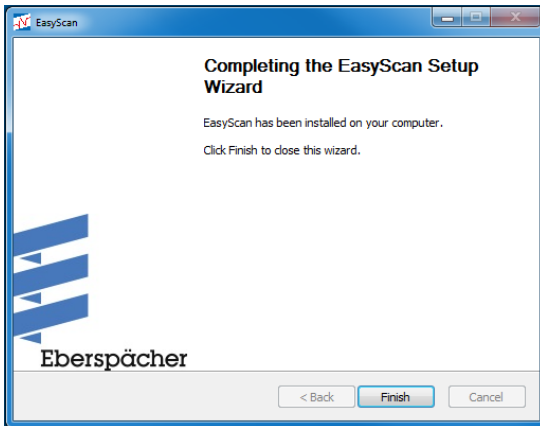 EasyScan
Completing the EasyScan Setup
Wizard
EasyScan has been installed on your computer.
Click Finish to close this wizard.
Eberspächer
< Back
Finish
Cancel